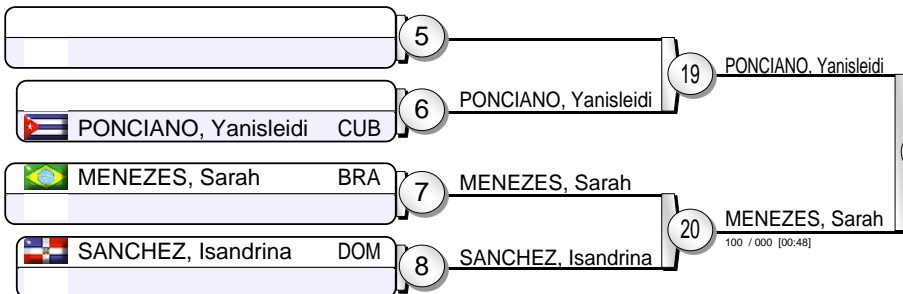 5
19
PONCIANO, Yanisleidi
6
PONCIANO, Yanisleidi
PONCIANO, Yanisleidi CUB
MENEZES, Sarah BRA
7
MENEZES, Sarah
20
MENEZES, Sarah
100 / 000 [00:48]
SANCHEZ, Isandrina DOM
8
SANCHEZ, Isandrina